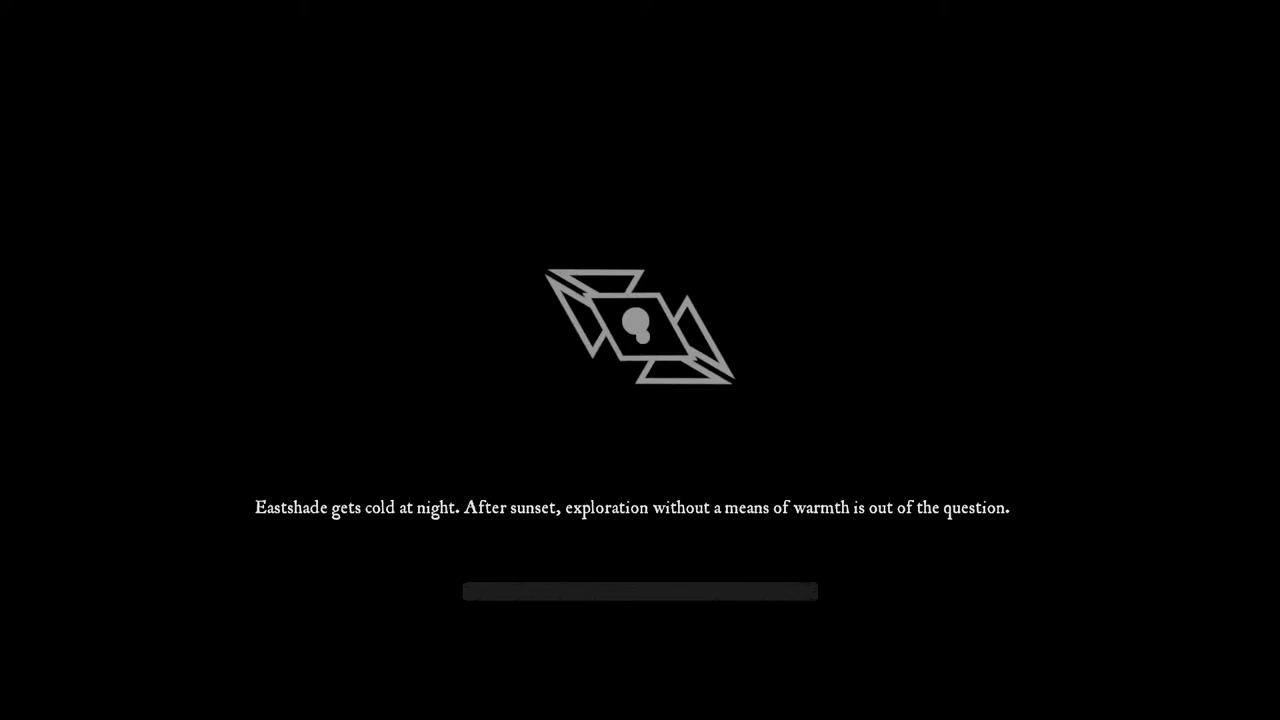 Eastshade gets cold at night. After sunset, exploration without a means of warmth is out of the question.